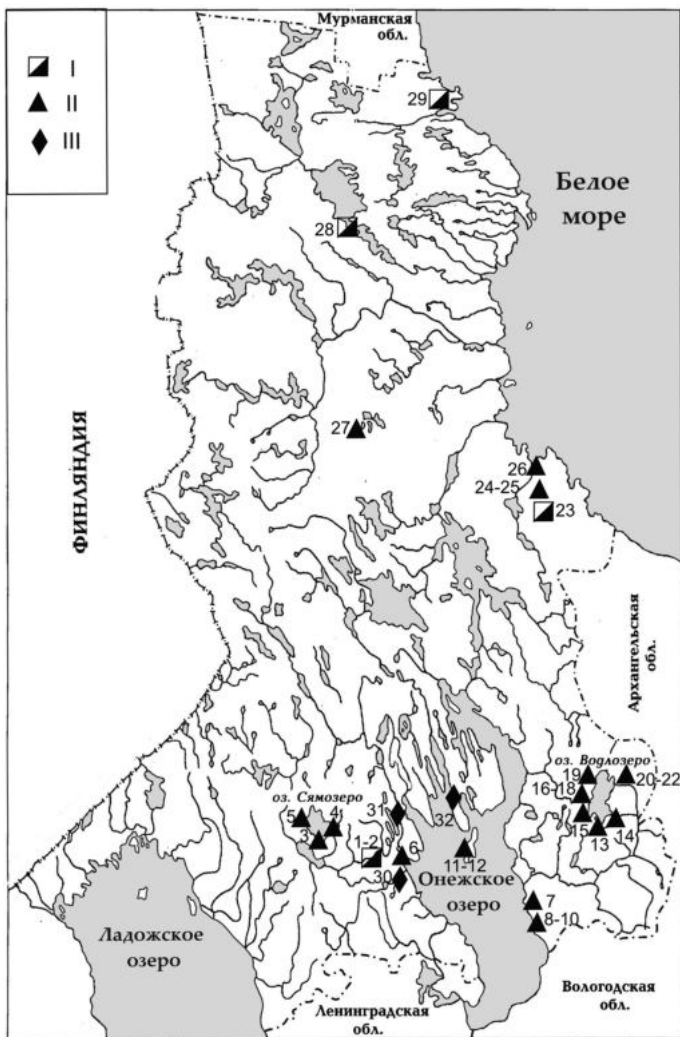 Мурманская
обл.
I
II
III
29
Белое
море
28
27
ФИНЛЯНДИЯ
26
24-25
23
Архангельская
обл.
оз. Водлозеро
19
20-22
16-18
оз. Сямозеро
5
4
3
31
32
15
13
14
1-2
6
11-12
30
Онежское
озеро
7
8-10
Ладожское
озеро
Ленинградская
обл.
Вологодская
обл.